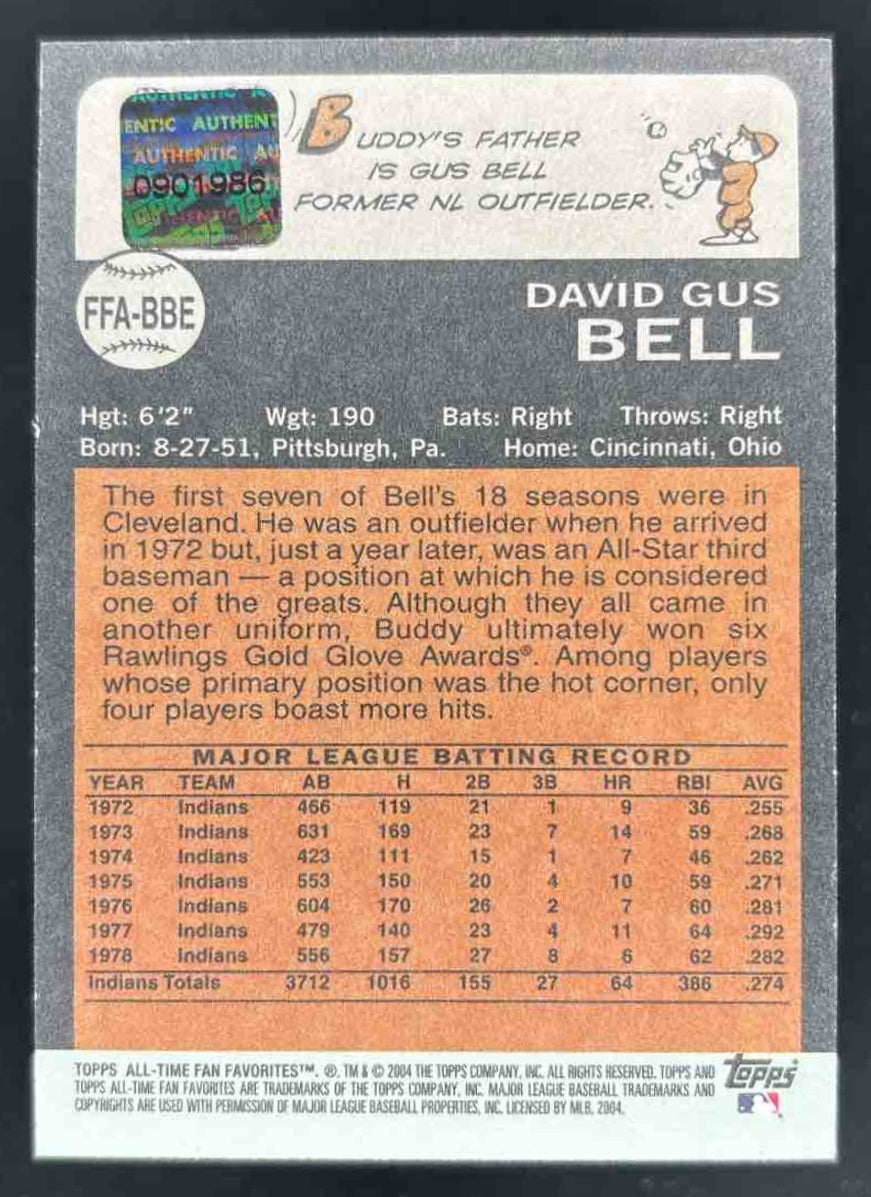 AUTHENTIC A
ENTIC AUTHENT
AUTHENTIC AU
0901986
AUTHENTIC AU
BUDDY'S FATHER
IS GUS BELL
FORMER NL OUTFIELDER.
FFA-BBE
DAVID GUS
BELL
Hgt: 6'2" Wgt: 190 Bats: Right Throws: Right
Born: 8-27-51, Pittsburgh, Pa. Home: Cincinnati, Ohio
The first seven of Bell's 18 seasons were in
Cleveland. He was an outfielder when he arrived
in 1972 but, just a year later, was an All-Star third
baseman — a position at which he is considered
one of the greats. Although they all came in
another uniform, Buddy ultimately won six
Rawlings Gold Glove Awards®. Among players
whose primary position was the hot corner, only
four players boast more hits.
MAJOR LEAGUE BATTING RECORD
YEAR TEAM AB H 2B 3B HR RBI AVG
1972 Indians 466 119 21 1 9 36 .255
1973 Indians 631 169 23 7 14 59 .268
1974 Indians 423 111 15 1 7 46 .262
1975 Indians 553 150 20 4 10 59 .271
1976 Indians 604 170 26 2 7 60 .281
1977 Indians 479 140 23 4 11 64 .292
1978 Indians 556 157 27 8 6 62 .282
Indians Totals 3712 1016 155 27 64 386 .274
TOPPS ALL-TIME FAN FAVORITES™. ®, TM & © 2004 THE TOPPS COMPANY, INC. ALL RIGHTS RESERVED. TOPPS AND
TOPPS ALL-TIME FAN FAVORITES ARE TRADEMARKS OF THE TOPPS COMPANY, INC. MAJOR LEAGUE BASEBALL TRADEMARKS AND
COPYRIGHTS ARE USED WITH PERMISSION OF MAJOR LEAGUE BASEBALL PROPERTIES, INC. LICENSED BY MLB, 2004.
Topps